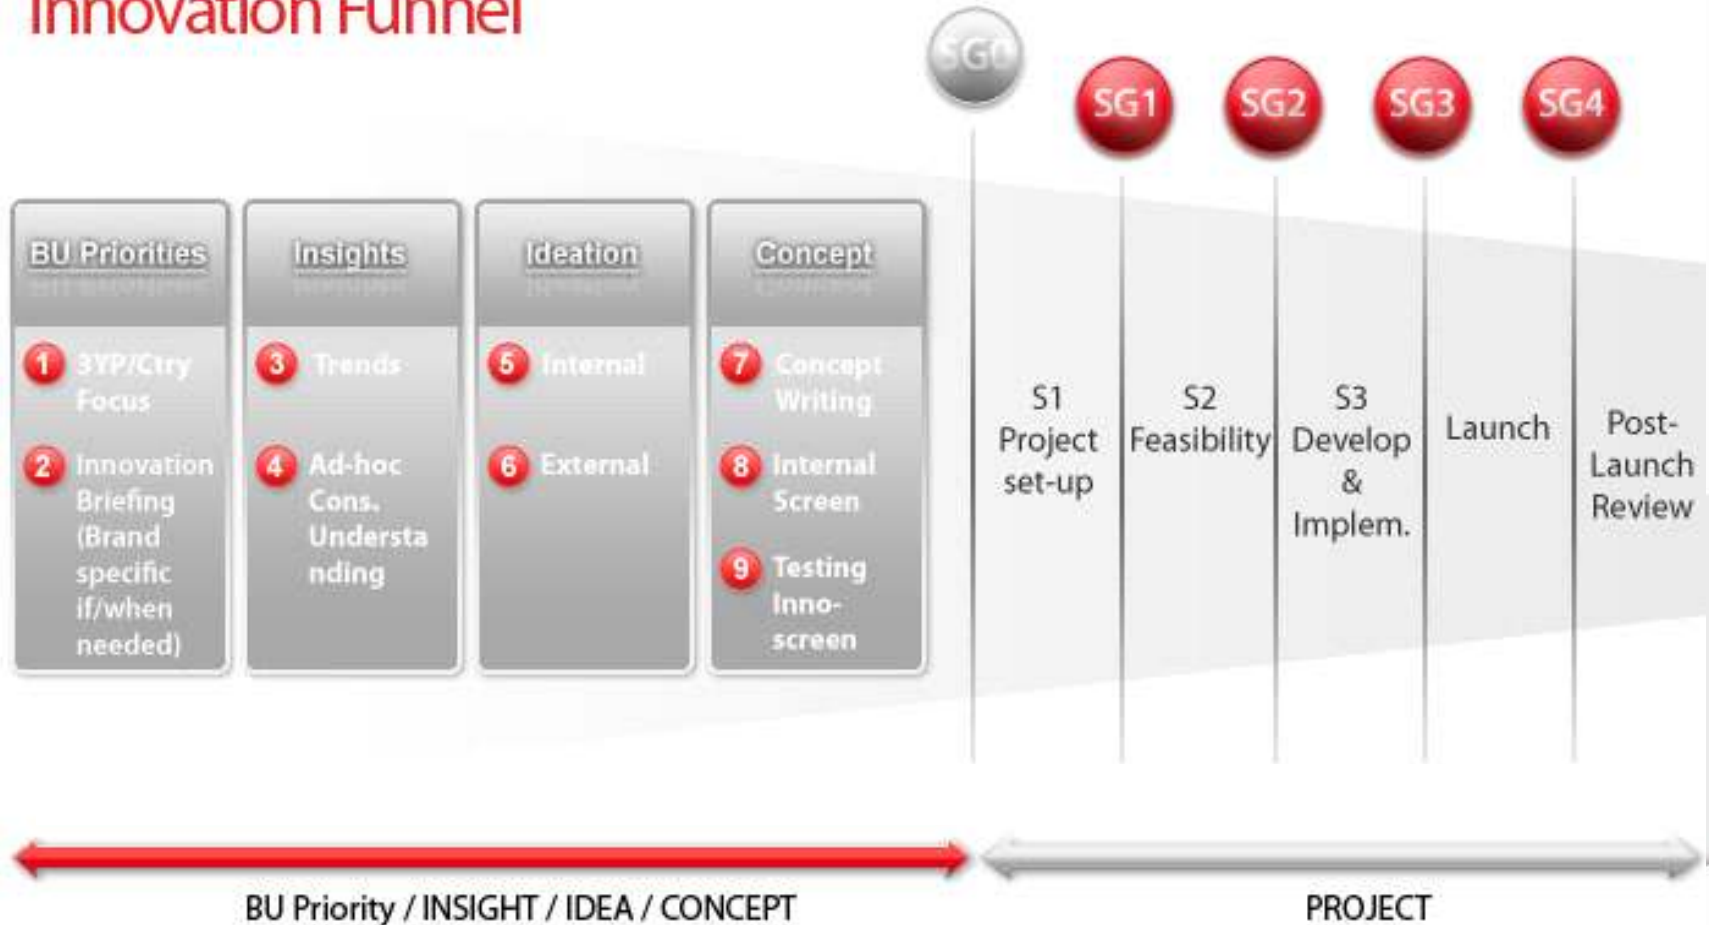 Innovation Funnel
SG0
SG1
SG2
SG3
SG4
BU Priorities
1 3YP/Ctry
Focus
2 Innovation
Briefing
(Brand
specific
if/when
needed)
Insights
3 Trends
4 Ad-hoc
Cons.
Understa
nding
Ideation
5 Internal
6 External
Concept
7 Concept
Writing
8 Internal
Screen
9 Testing
Inno-
screen
S1
Project
set-up
S2
Feasibility
S3
Develop
&
Implem.
Launch
Post-
Launch
Review
BU Priority / INSIGHT / IDEA / CONCEPT
PROJECT